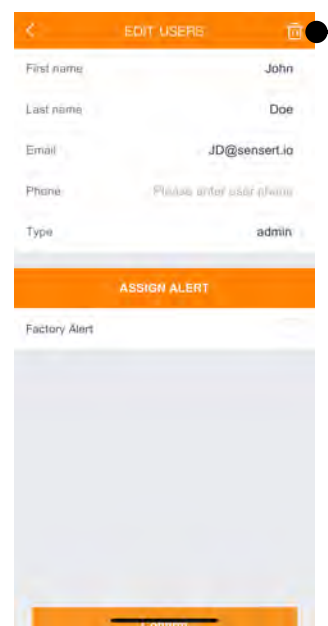 EDIT USERS
First name John
Last name Doe
Email JD@sensert.io
Phone Please enter user phone
Type admin
ASSIGN ALERT
Factory Alert